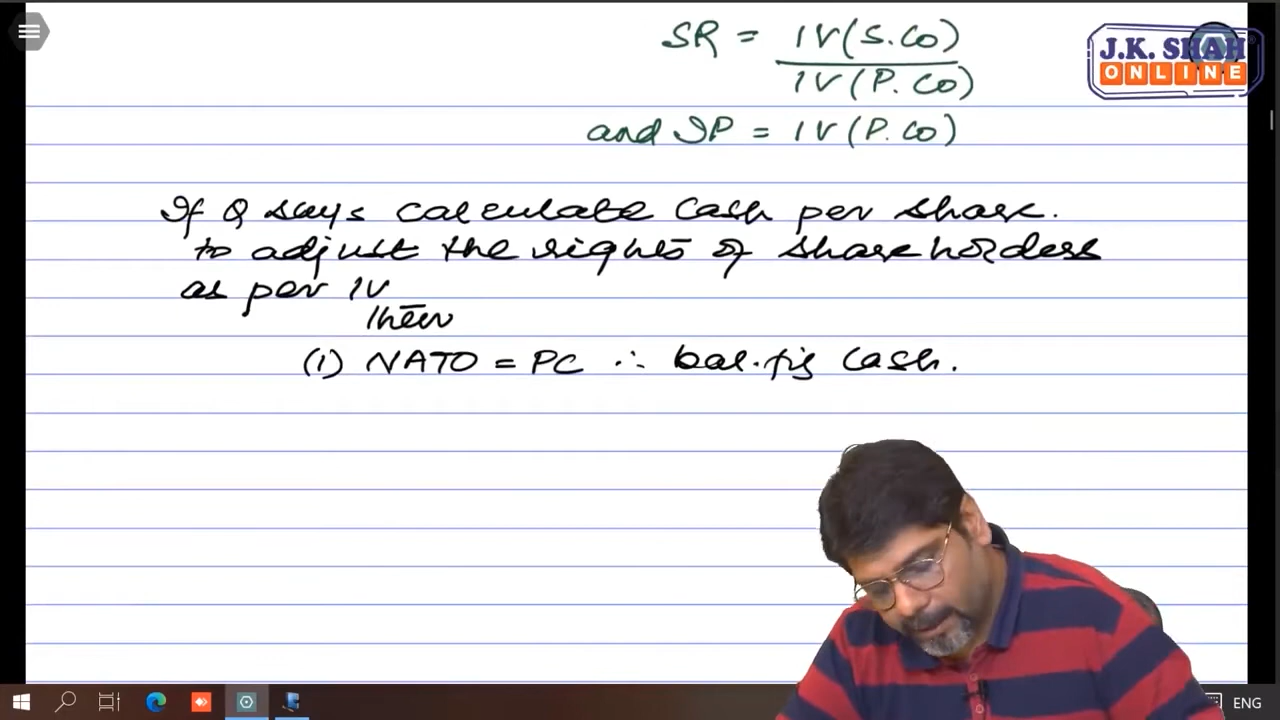 SR = IV(S.Co)
IV(P.Co)
and IP = IV(P.Co)
J.K. SHAH
ONLINE
If Q says calculate cash per share.
to adjust the rights of shareholders
as per IV
then
(1) NATO = PC ∴ bal.fig cash.
ENG